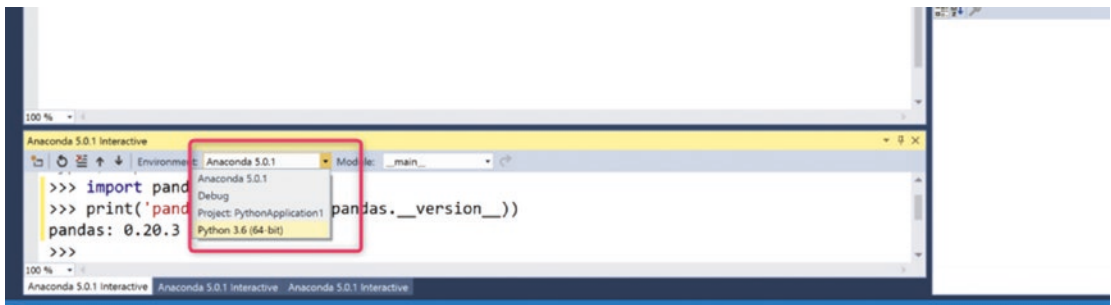 100 %
Anaconda 5.0.1 Interactive
Environment: Anaconda 5.0.1 Module: __main__
Anaconda 5.0.1
Debug
Project: PythonApplication1
Python 3.6 (64-bit)
>>> import pand
>>> print('pand pandas.__version__))
pandas: 0.20.3
>>>
100 %
Anaconda 5.0.1 Interactive Anaconda 5.0.1 Interactive Anaconda 5.0.1 Interactive